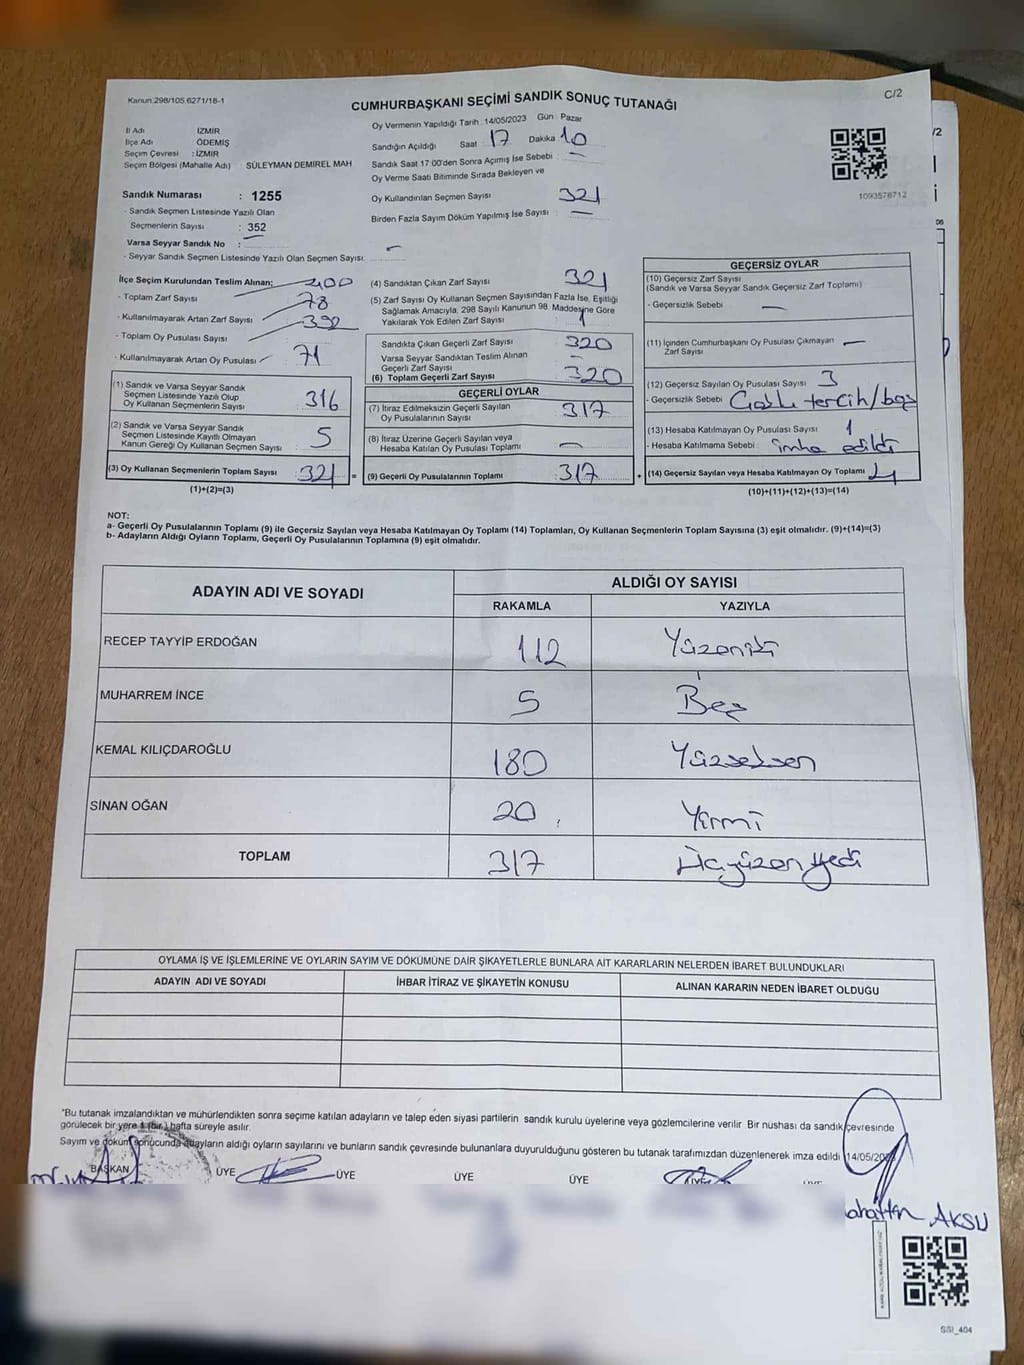 Kanun 298/105,6271/18-1
CUMHURBAŞKANI SEÇİMİ SANDIK SONUÇ TUTANAĞI
C/2
İl Adı İZMİR
İlçe Adı ÖDEMİŞ
Seçim Çevresi : İZMİR
Seçim Bölgesi (Mahalle Adı) SÜLEYMAN DEMİREL MAH
Oy Vermenin Yapıldığı Tarih 14/05/2023 Gün Pazar
Sandığın Açıldığı Saat 17 Dakika 10
Sandık Saat 17:00'den Sonra Açılmış İse Sebebi —
Oy Verme Saati Bitiminde Sırada Bekleyen ve
Oy Kullandırılan Seçmen Sayısı 321
Birden Fazla Sayım Döküm Yapılmış İse Sayısı —
1093578712
Sandık Numarası : 1255
- Sandık Seçmen Listesinde Yazılı Olan
Seçmenlerin Sayısı : 352
Varsa Seyyar Sandık No :
- Seyyar Sandık Seçmen Listesinde Yazılı Olan Seçmen Sayısı: —
İlçe Seçim Kurulundan Teslim Alınan;
- Toplam Zarf Sayısı 400
- Kullanılmayarak Artan Zarf Sayısı 78
- Toplam Oy Pusulası Sayısı 392
- Kullanılmayarak Artan Oy Pusulası 71
(1) Sandık ve Varsa Seyyar Sandık
Seçmen Listesinde Yazılı Olup
Oy Kullanan Seçmenlerin Sayısı 316
(2) Sandık ve Varsa Seyyar Sandık
Seçmen Listesinde Kayıtlı Olmayan
Kanun Gereği Oy Kullanan Seçmen Sayısı 5
(3) Oy Kullanan Seçmenlerin Toplam Sayısı 321 =
(1)+(2)=(3)
(4) Sandıktan Çıkan Zarf Sayısı 321
(5) Zarf Sayısı Oy Kullanan Seçmen Sayısından Fazla İse, Eşitliği
Sağlamak Amacıyla; 298 Sayılı Kanunun 98. Maddesine Göre
Yakılarak Yok Edilen Zarf Sayısı 1
Sandıkta Çıkan Geçerli Zarf Sayısı 320
Varsa Seyyar Sandıktan Teslim Alınan
Geçerli Zarf Sayısı —
(6) Toplam Geçerli Zarf Sayısı 320
GEÇERLİ OYLAR
(7) İtiraz Edilmeksizin Geçerli Sayılan
Oy Pusulasının Sayısı 317
(8) İtiraz Üzerine Geçerli Sayılan veya
Hesaba Katılan Oy Pusulası Toplamı —
(9) Geçerli Oy Pusulalarının Toplamı 317 +
GEÇERSİZ OYLAR
(10) Geçersiz Zarf Sayısı
(Sandık ve Varsa Seyyar Sandık Geçersiz Zarf Toplamı)
- Geçersizlik Sebebi —
(11) İçinden Cumhurbaşkanı Oy Pusulası Çıkmayan —
Zarf Sayısı
(12) Geçersiz Sayılan Oy Pusulası Sayısı 3
- Geçersizlik Sebebi Çoklu tercih/boş
(13) Hesaba Katılmayan Oy Pusulası Sayısı 1
- Hesaba Katılmama Sebebi : imha edildi
(14) Geçersiz Sayılan veya Hesaba Katılmayan Oy Toplamı 4
(10)+(11)+(12)+(13)=(14)
NOT:
a- Geçerli Oy Pusulalarının Toplamı (9) ile Geçersiz Sayılan veya Hesaba Katılmayan Oy Toplamı (14) Toplamları, Oy Kullanan Seçmenlerin Toplam Sayısına (3) eşit olmalıdır. (9)+(14)=(3)
b- Adayların Aldığı Oyların Toplamı, Geçerli Oy Pusulalarının Toplamına (9) eşit olmalıdır.
ADAYIN ADI VE SOYADI ALDIĞI OY SAYISI
RAKAMLA YAZIYLA
RECEP TAYYİP ERDOĞAN 112 Yüzoniki
MUHARREM İNCE 5 Beş
KEMAL KILIÇDAROĞLU 180 Yüzseksen
SİNAN OĞAN 20 Yirmi
TOPLAM 317 Üçyüzonyedi
OYLAMA İŞ VE İŞLEMLERİNE VE OYLARIN SAYIM VE DÖKÜMÜNE DAİR ŞİKAYETLERLE BUNLARA AİT KARARLARIN NELERDEN İBARET BULUNDUKLARI
ADAYIN ADI VE SOYADI İHBAR İTİRAZ VE ŞİKAYETİN KONUSU ALINAN KARARIN NEDEN İBARET OLDUĞU
"Bu tutanak imzalandıktan ve mühürlendikten sonra seçime katılan adayların ve talep eden siyasi partilerin sandık kurulu üyelerine veya gözlemcilerine verilir. Bir nüshası da sandık çevresinde
görülecek bir yere 1 (bir ) hafta süreyle asılır.
Sayım ve döküm sonucunda adayların aldığı oyların sayılarını ve bunların sandık çevresinde bulunanlara duyurulduğunu gösteren bu tutanak tarafımızdan düzenlenerek imza edildi. 14/05/20
BAŞKAN ÜYE ÜYE ÜYE ÜYE ÜYE
AKSU
SSI_404